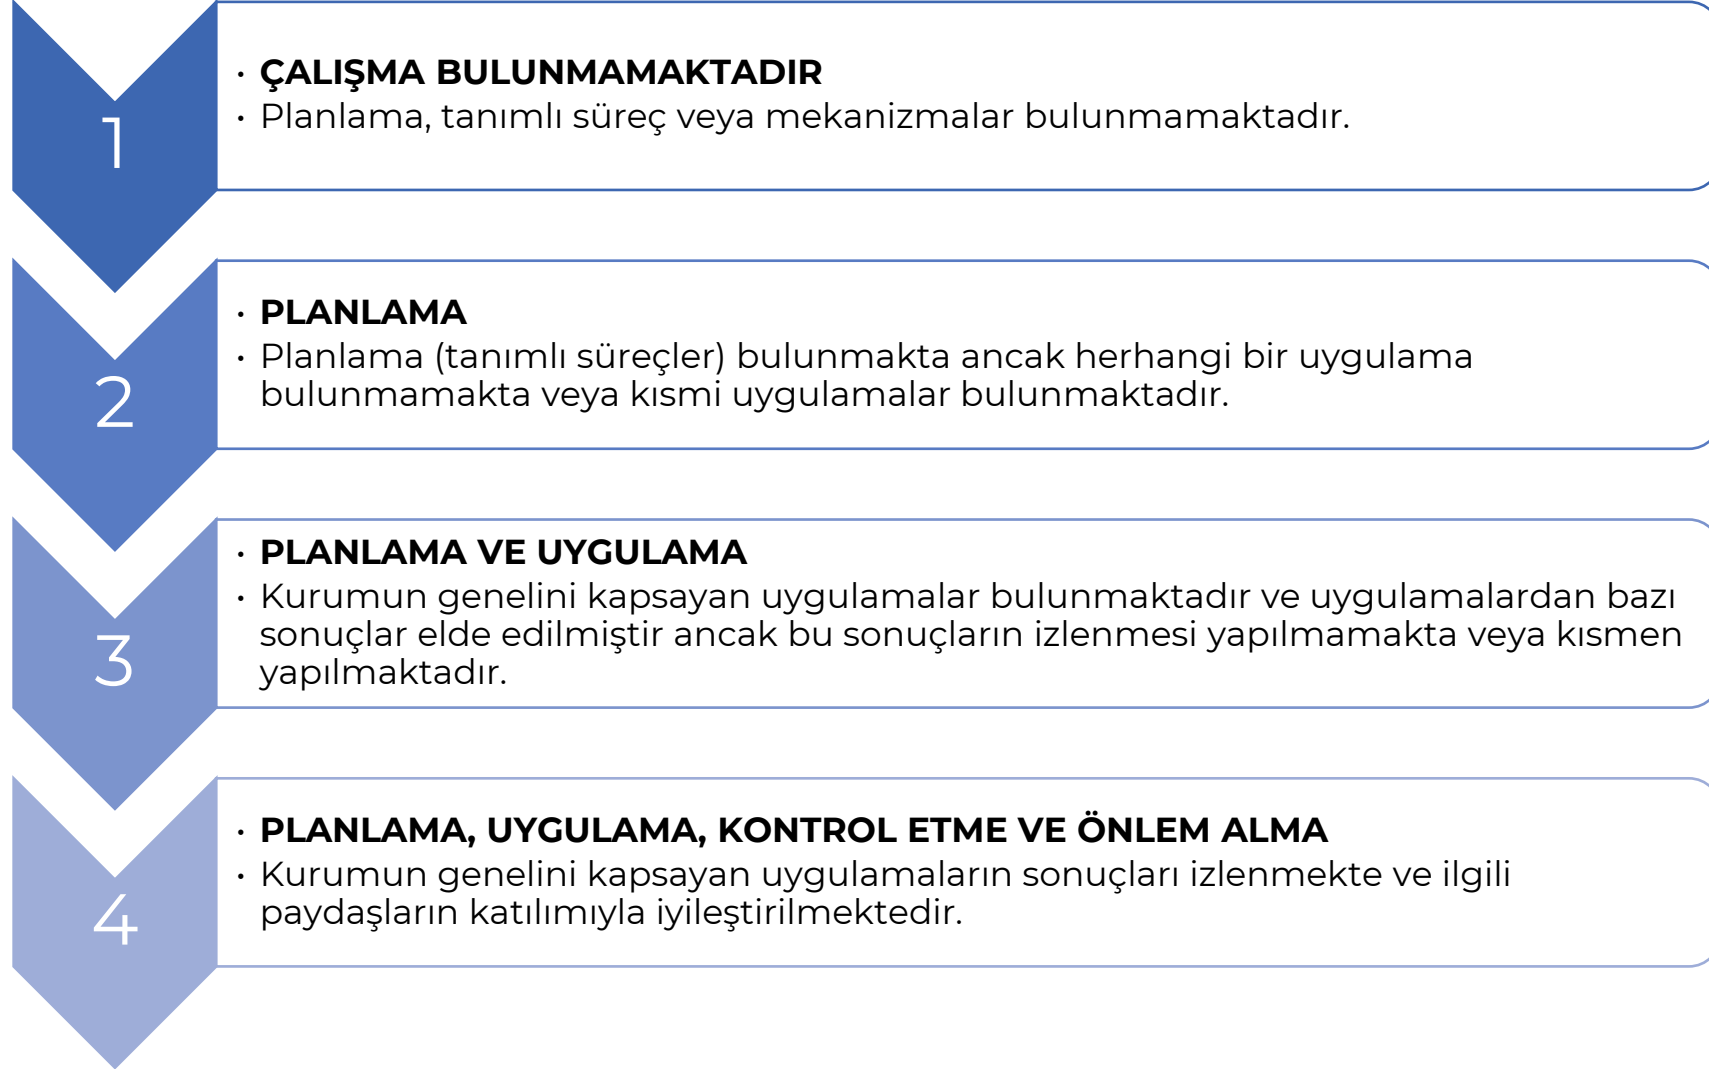 1
· ÇALIŞMA BULUNMAMAKTADIR
· Planlama, tanımlı süreç veya mekanizmalar bulunmamaktadır.
2
· PLANLAMA
· Planlama (tanımlı süreçler) bulunmakta ancak herhangi bir uygulama
bulunmamakta veya kısmi uygulamalar bulunmaktadır.
3
· PLANLAMA VE UYGULAMA
· Kurumun genelini kapsayan uygulamalar bulunmaktadır ve uygulamalardan bazı
sonuçlar elde edilmiştir ancak bu sonuçların izlenmesi yapılmamakta veya kısmen
yapılmaktadır.
4
· PLANLAMA, UYGULAMA, KONTROL ETME VE ÖNLEM ALMA
· Kurumun genelini kapsayan uygulamaların sonuçları izlenmekte ve ilgili
paydaşların katılımıyla iyileştirilmektedir.